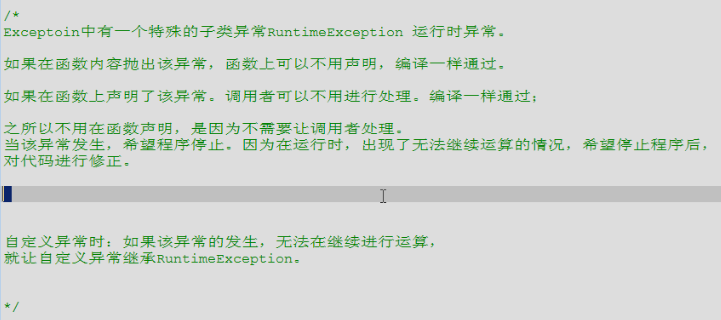 /*
Exceptoin中有一个特殊的子类异常RuntimeException 运行时异常。
如果在函数内容抛出该异常，函数上可以不用声明，编译一样通过。
如果在函数上声明了该异常。调用者可以不用进行处理。编译一样通过；
之所以不用在函数声明，是因为不需要让调用者处理。
当该异常发生，希望程序停止。因为在运行时，出现了无法继续运算的情况，希望停止程序后，
对代码进行修正。
自定义异常时：如果该异常的发生，无法在继续进行运算，
就让自定义异常继承RuntimeException。
*/